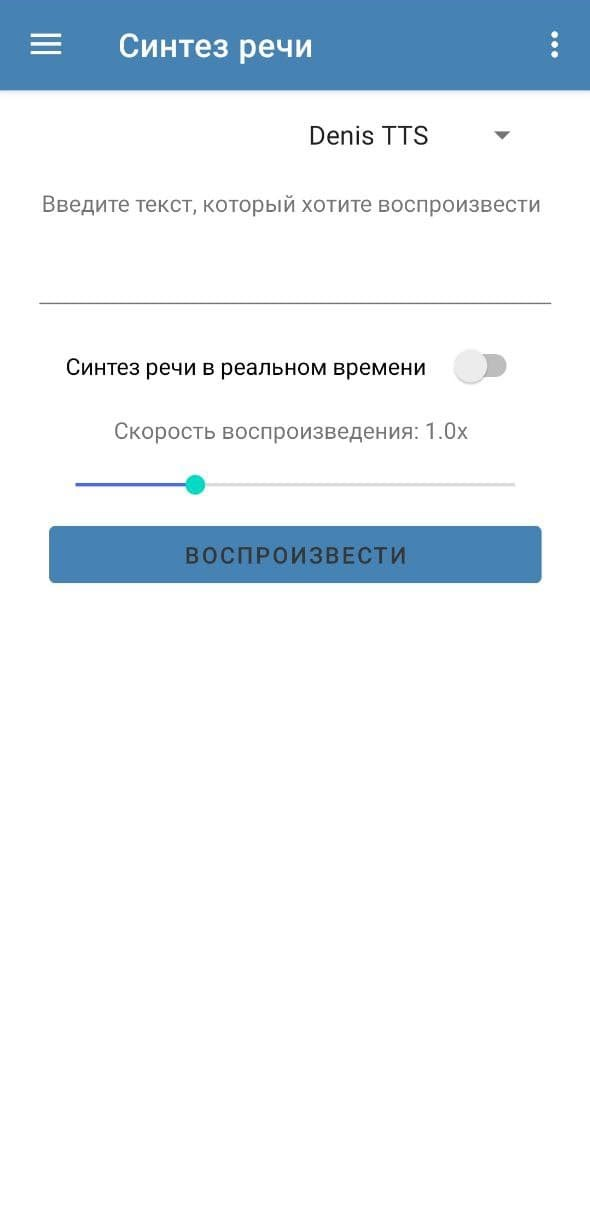 Синтез речи
Denis TTS
Введите текст, который хотите воспроизвести
Синтез речи в реальном времени
Скорость воспроизведения: 1.0x
ВОСПРОИЗВЕСТИ